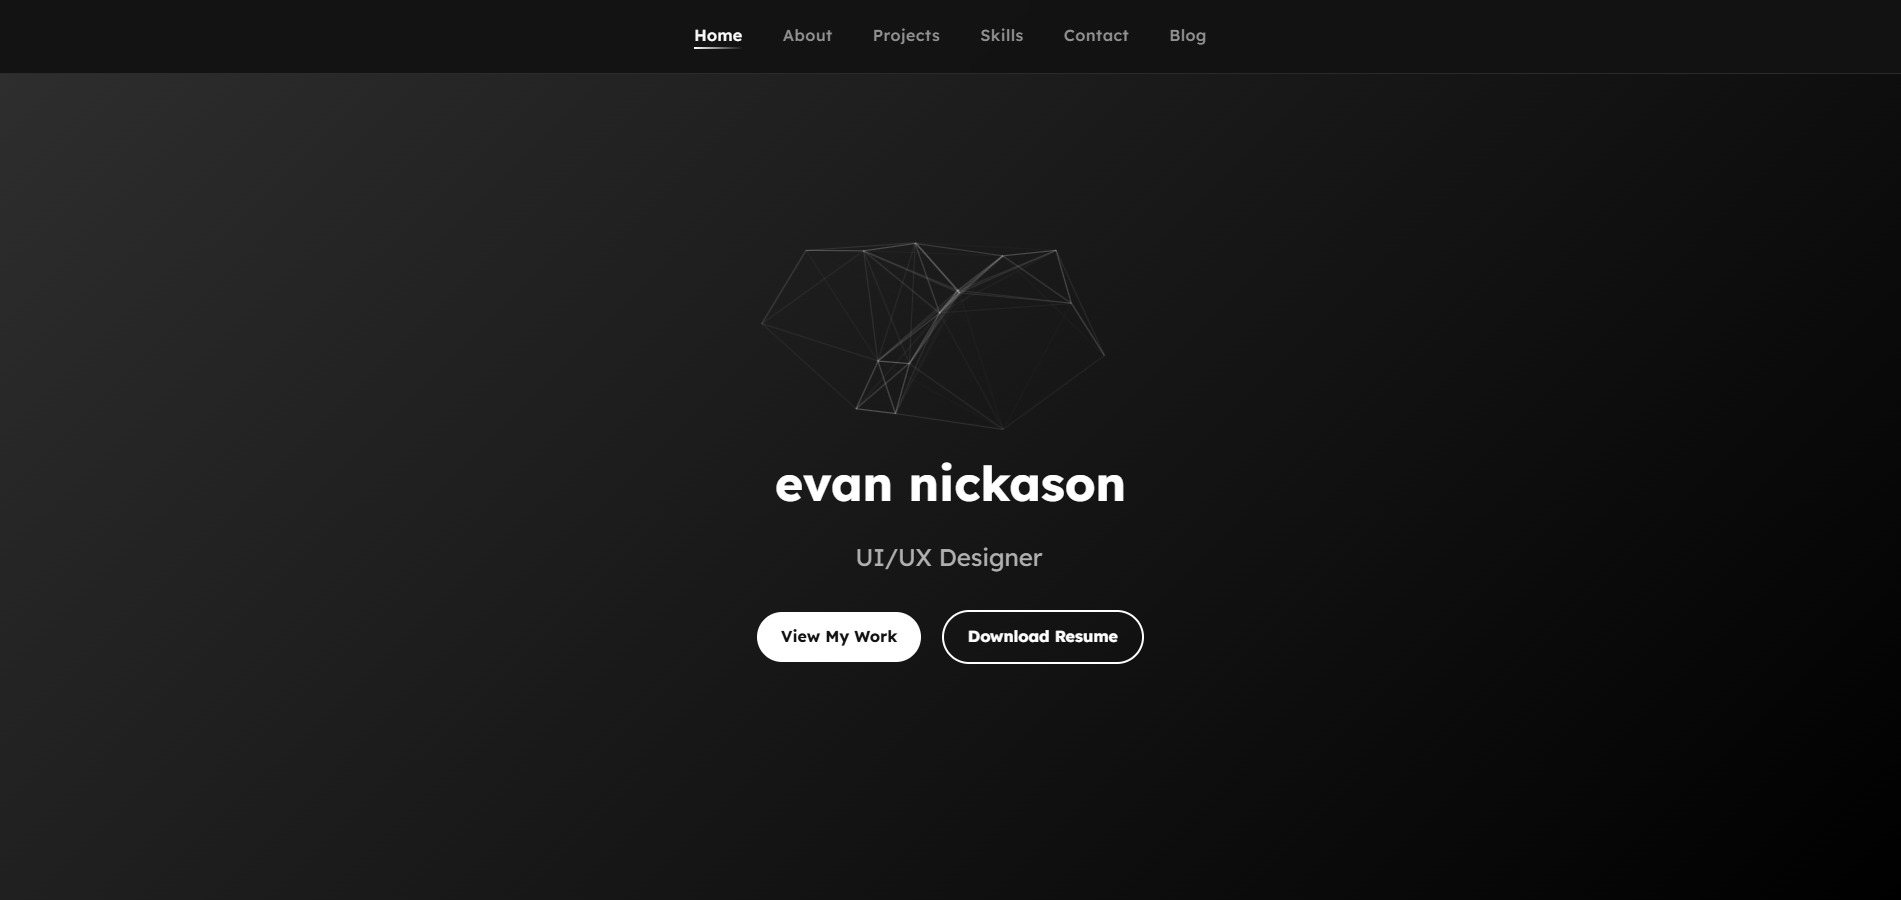 Home About Projects Skills Contact Blog
evan nickason
UI/UX Designer
View My Work Download Resume